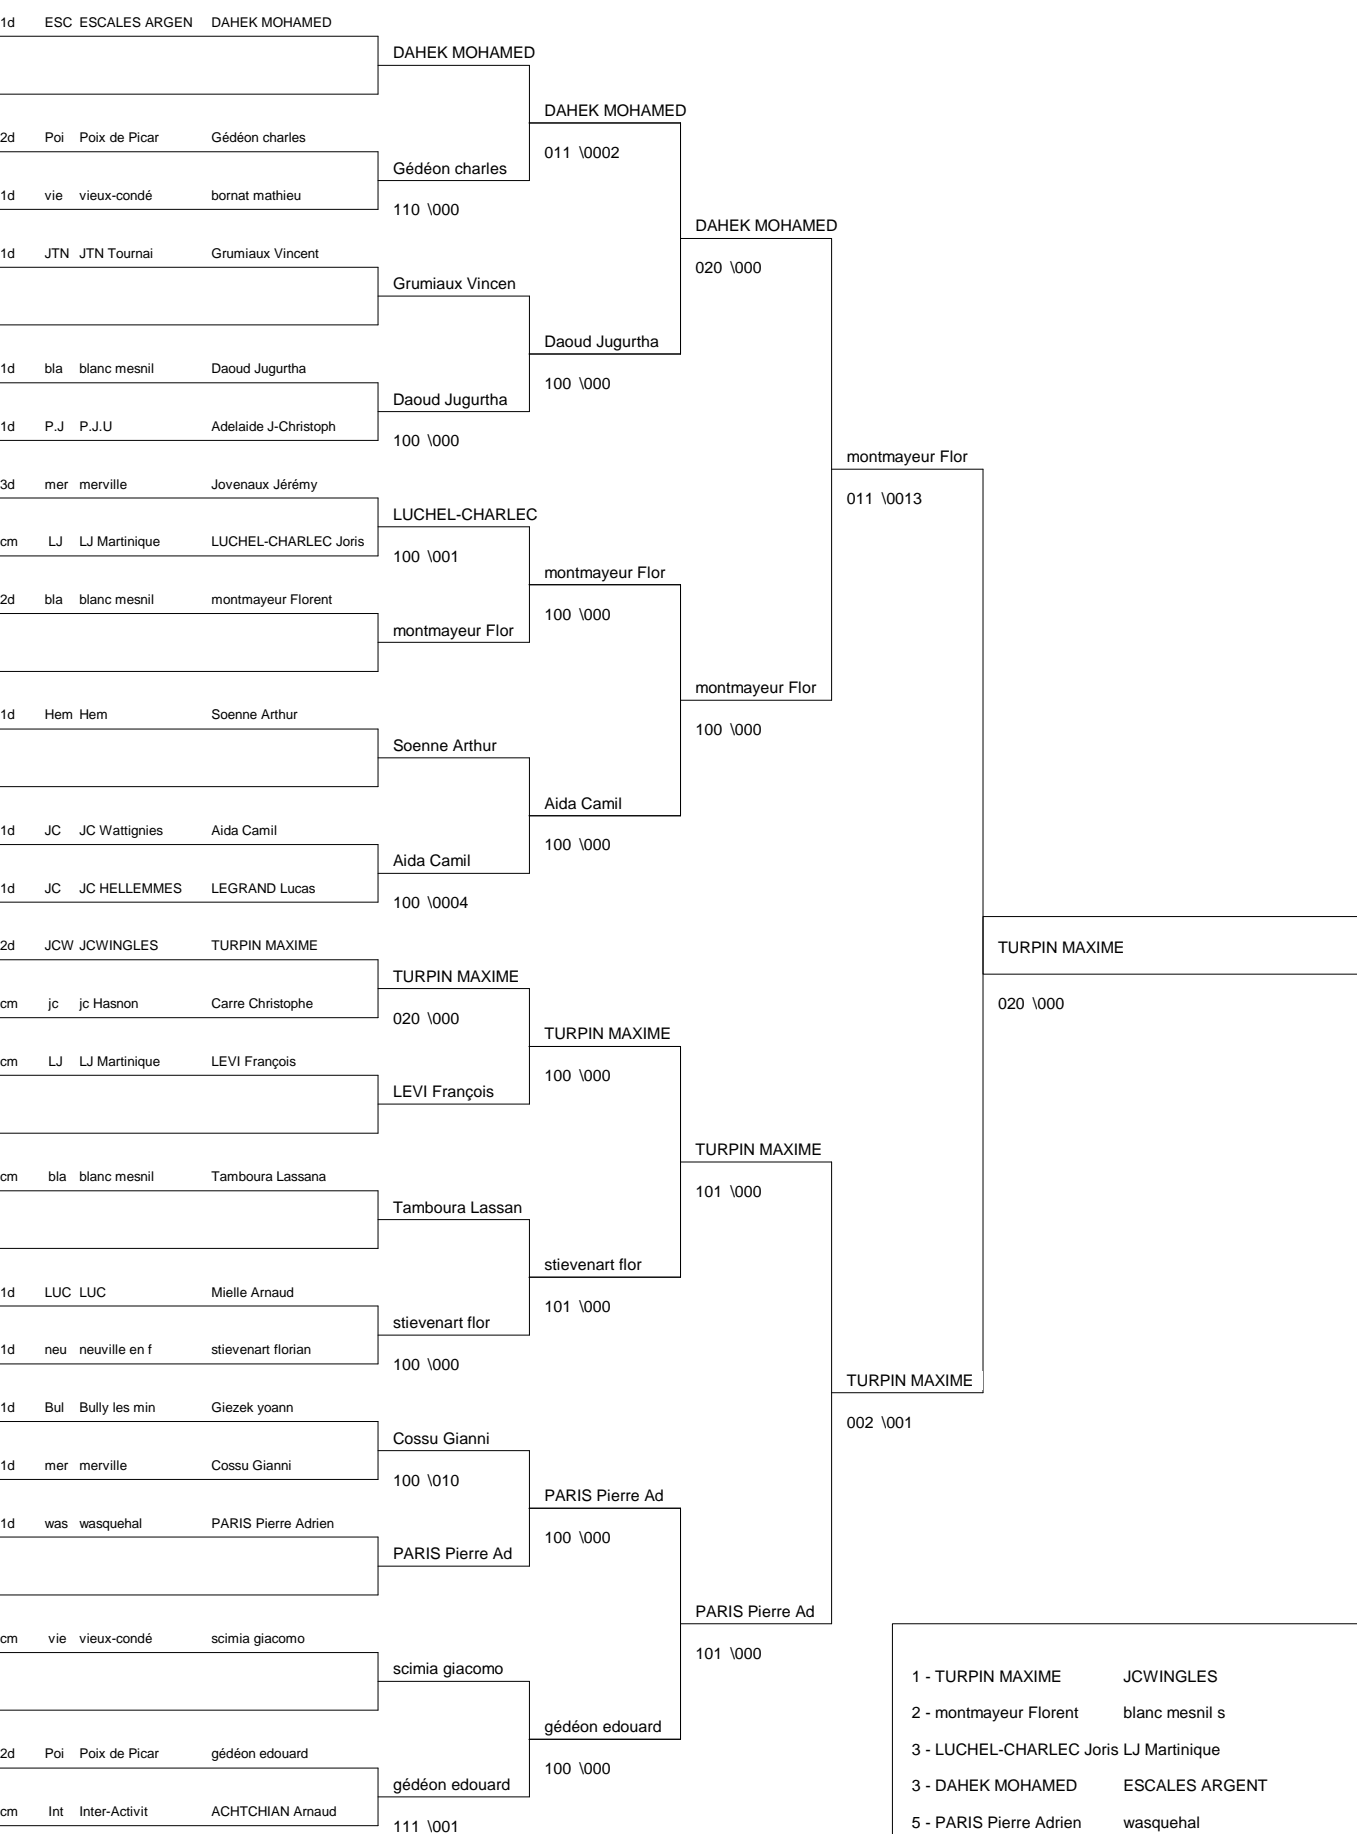 1d ESC ESCALES ARGEN DAHEK MOHAMED
DAHEK MOHAMED
DAHEK MOHAMED
2d Poi Poix de Picar Gédéon charles
011 \0002
Gédéon charles
1d vie vieux-condé bornat mathieu
110 \000
DAHEK MOHAMED
1d JTN JTN Tournai Grumiaux Vincent
020 \000
Grumiaux Vincen
Daoud Jugurtha
1d bla blanc mesnil Daoud Jugurtha
100 \000
Daoud Jugurtha
1d P.J P.J.U Adelaide J-Christoph
100 \000
montmayeur Flor
3d mer merville Jovenaux Jérémy
011 \0013
LUCHEL-CHARLEC
cm LJ LJ Martinique LUCHEL-CHARLEC Joris
100 \001
montmayeur Flor
2d bla blanc mesnil montmayeur Florent
100 \000
montmayeur Flor
montmayeur Flor
1d Hem Hem Soenne Arthur
100 \000
Soenne Arthur
Aida Camil
1d JC JC Wattignies Aida Camil
100 \000
Aida Camil
1d JC JC HELLEMMES LEGRAND Lucas
100 \0004
2d JCW JCWINGLES TURPIN MAXIME
TURPIN MAXIME
TURPIN MAXIME
cm jc jc Hasnon Carre Christophe
020 \000
020 \000
TURPIN MAXIME
cm LJ LJ Martinique LEVI François
100 \000
LEVI François
TURPIN MAXIME
cm bla blanc mesnil Tamboura Lassana
101 \000
Tamboura Lassan
stievenart flor
1d LUC LUC Mielle Arnaud
101 \000
stievenart flor
1d neu neuville en f stievenart florian
100 \000
TURPIN MAXIME
1d Bul Bully les min Giezek yoann
002 \001
Cossu Gianni
1d mer merville Cossu Gianni
100 \010
PARIS Pierre Ad
1d was wasquehal PARIS Pierre Adrien
100 \000
PARIS Pierre Ad
PARIS Pierre Ad
cm vie vieux-condé scimia giacomo
101 \000
scimia giacomo
1 - TURPIN MAXIME JCWINGLES
2 - montmayeur Florent blanc mesnil s
gédéon edouard
3 - LUCHEL-CHARLEC Joris LJ Martinique
2d Poi Poix de Picar gédéon edouard
100 \000
gédéon edouard
3 - DAHEK MOHAMED ESCALES ARGENT
cm Int Inter-Activit ACHTCHIAN Arnaud
111 \001
5 - PARIS Pierre Adrien wasquehal